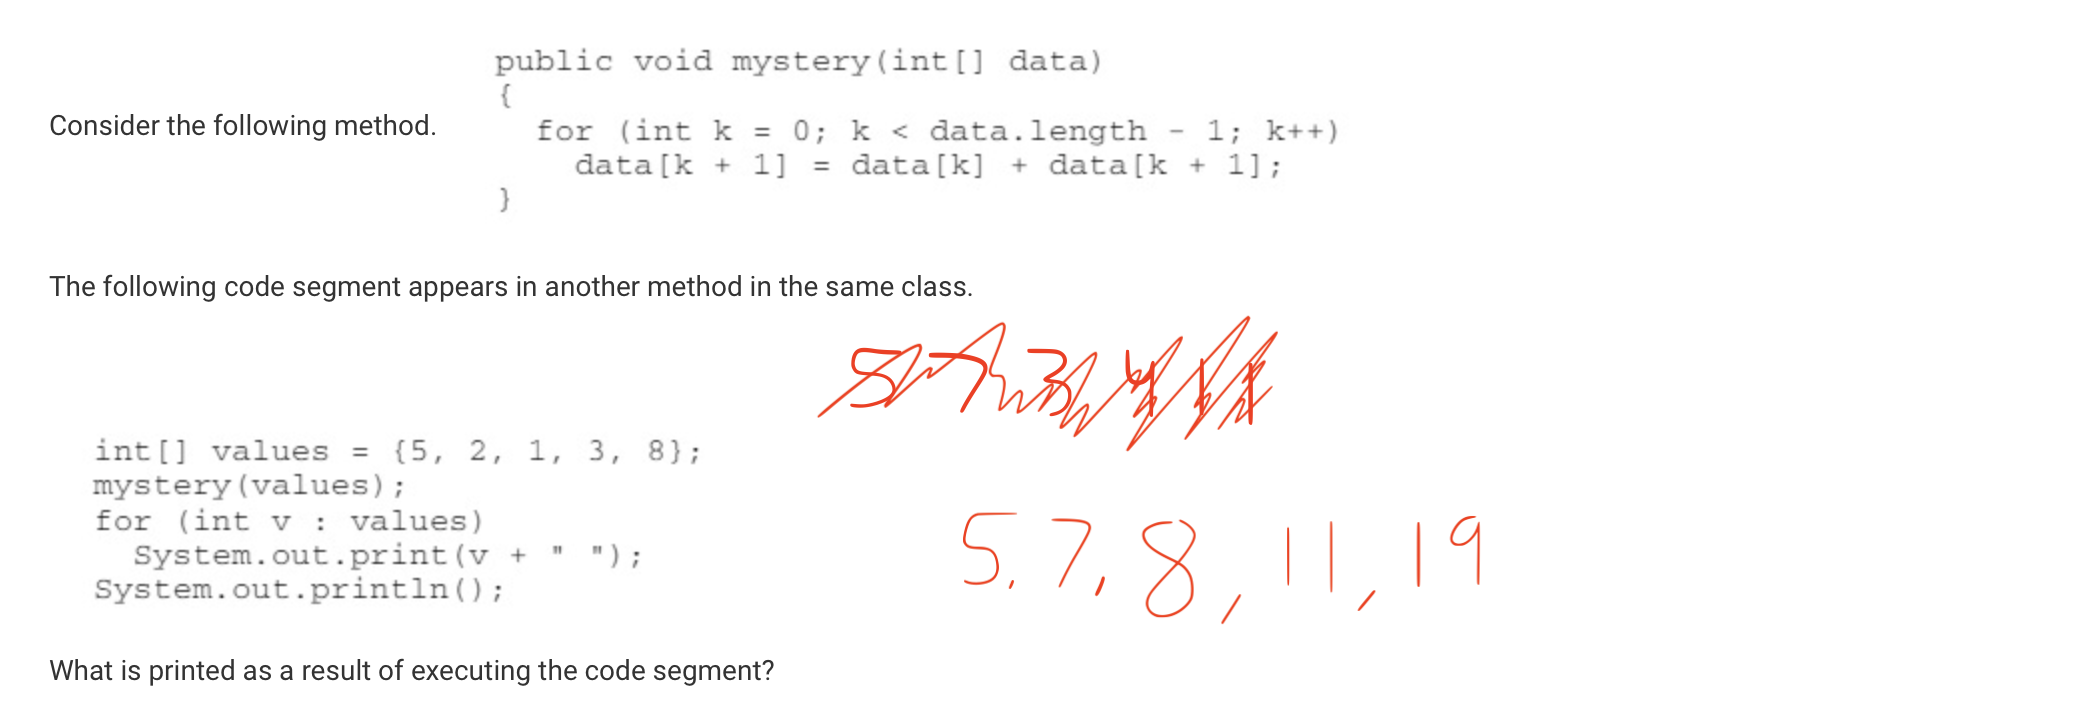 public void mystery(int[] data)
{
Consider the following method.
for (int k = 0; k < data.length - 1; k++)
data[k + 1] = data[k] + data[k + 1];
}
The following code segment appears in another method in the same class.
int[] values = {5, 2, 1, 3, 8};
mystery(values);
for (int v : values)
System.out.print(v + " ");
System.out.println();
5, 7, 8, 11, 19
What is printed as a result of executing the code segment?